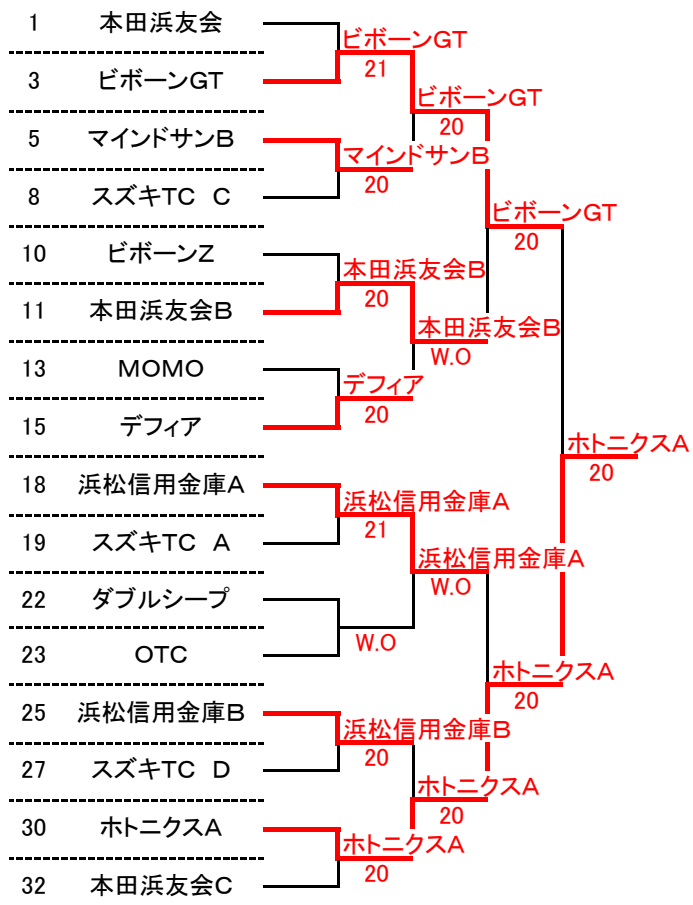 1 本田浜友会
ビボーンGT
3 ビボーンGT
21
ビボーンGT
20
5 マインドサンB
マインドサンB
20
8 スズキTC C
ビボーンGT
20
10 ビボーンZ
本田浜友会B
20
11 本田浜友会B
本田浜友会B
W.O
13 MOMO
デフィア
20
15 デフィア
ホトニクスA
20
18 浜松信用金庫A
浜松信用金庫A
21
19 スズキTC A
浜松信用金庫A
W.O
22 ダブルシープ
W.O
23 OTC
ホトニクスA
20
25 浜松信用金庫B
浜松信用金庫B
20
27 スズキTC D
ホトニクスA
20
30 ホトニクスA
ホトニクスA
20
32 本田浜友会C